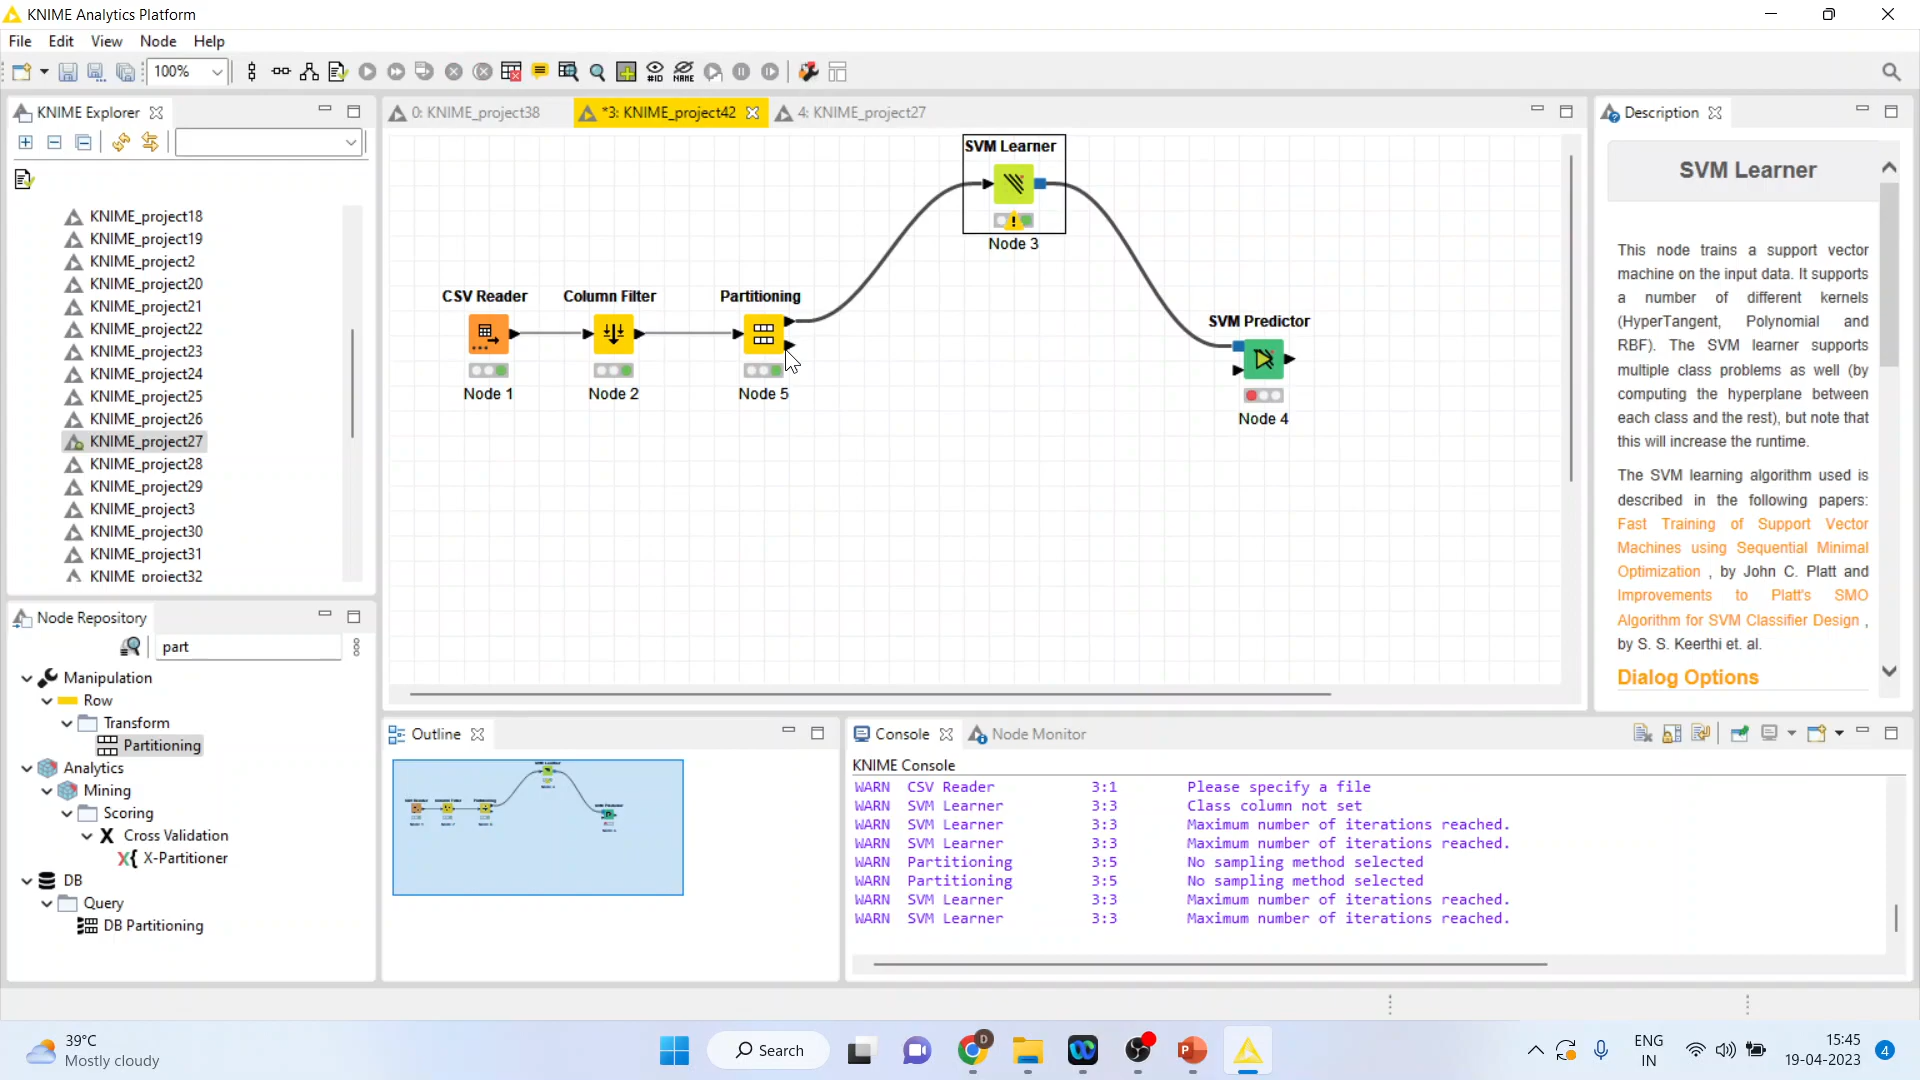 KNIME Analytics Platform
File Edit View Node Help
100%
#ID
NAME
KNIME Explorer
0: KNIME_project38
*3: KNIME_project42
4: KNIME_project27
Description
KNIME_project18
KNIME_project19
KNIME_project2
KNIME_project20
KNIME_project21
KNIME_project22
KNIME_project23
KNIME_project24
KNIME_project25
KNIME_project26
KNIME_project27
KNIME_project28
KNIME_project29
KNIME_project3
KNIME_project30
KNIME_project31
KNIME_project32
SVM Learner
Node 3
CSV Reader
Column Filter
Partitioning
SVM Predictor
Node 1
Node 2
Node 5
Node 4
SVM Learner
This node trains a support vector
machine on the input data. It supports
a number of different kernels
(HyperTangent, Polynomial and
RBF). The SVM learner supports
multiple class problems as well (by
computing the hyperplane between
each class and the rest), but note that
this will increase the runtime.
The SVM learning algorithm used is
described in the following papers:
Fast Training of Support Vector
Machines using Sequential Minimal
Optimization , by John C. Platt and
Improvements to Platt's SMO
Algorithm for SVM Classifier Design ,
by S. S. Keerthi et. al.
Dialog Options
Node Repository
part
Manipulation
Row
Transform
Partitioning
Analytics
Mining
Scoring
Cross Validation
X-Partitioner
DB
Query
DB Partitioning
Outline
Console
Node Monitor
KNIME Console
WARN CSV Reader 3:1 Please specify a file
WARN SVM Learner 3:3 Class column not set
WARN SVM Learner 3:3 Maximum number of iterations reached.
WARN SVM Learner 3:3 Maximum number of iterations reached.
WARN Partitioning 3:5 No sampling method selected
WARN Partitioning 3:5 No sampling method selected
WARN SVM Learner 3:3 Maximum number of iterations reached.
WARN SVM Learner 3:3 Maximum number of iterations reached.
39°C
Mostly cloudy
Search
D
ENG
IN
15:45
19-04-2023
4